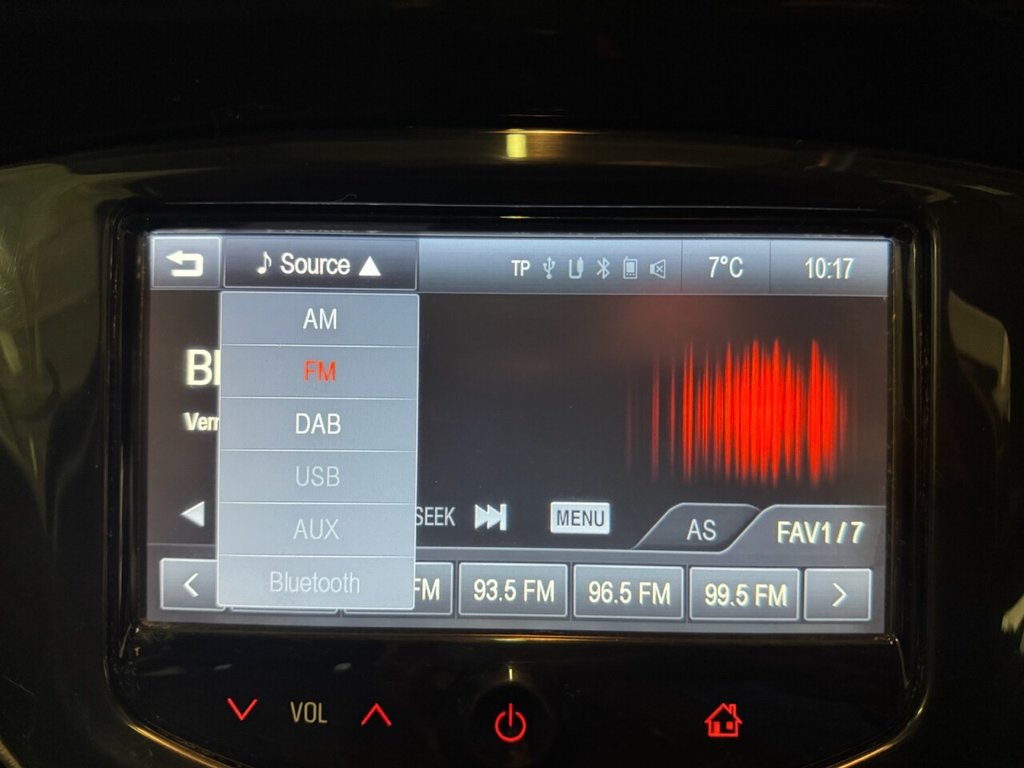 Source TP 7°C 10:17
AM
FM
DAB
USB
AUX
Bluetooth
SEEK MENU AS FAV1/7
FM 93.5 FM 96.5 FM 99.5 FM
VOL